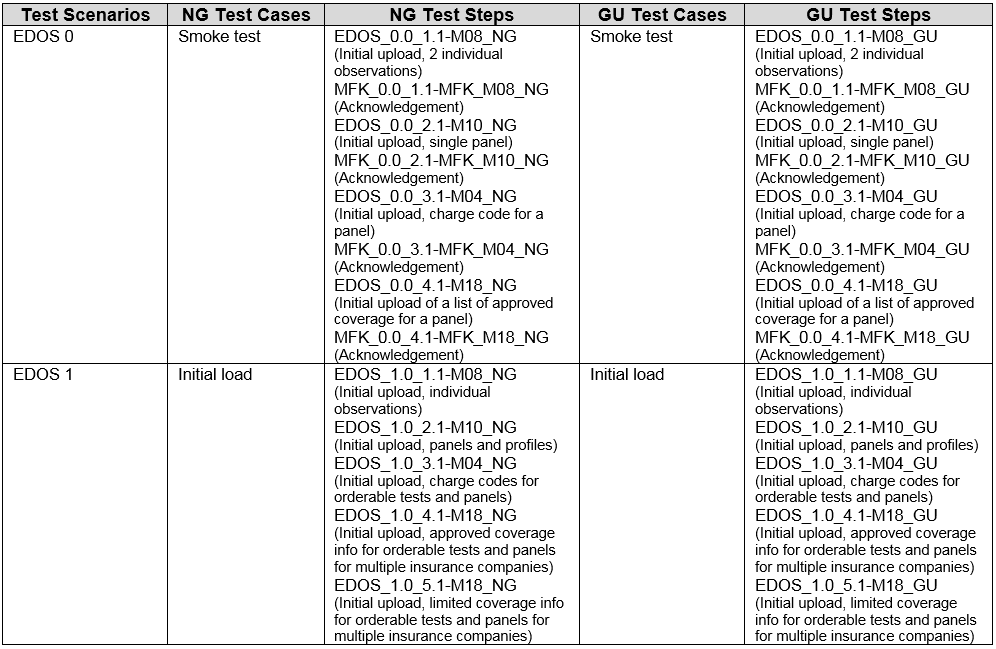 Test Scenarios NG Test Cases NG Test Steps GU Test Cases GU Test Steps
EDOS 0
Smoke test
EDOS_0.0_1.1-M08_NG
(Initial upload, 2 individual
observations)
MFK_0.0_1.1-MFK_M08_NG
(Acknowledgement)
EDOS_0.0_2.1-M10_NG
(Initial upload, single panel)
MFK_0.0_2.1-MFK_M10_NG
(Acknowledgement)
EDOS_0.0_3.1-M04_NG
(Initial upload, charge code for a
panel)
MFK_0.0_3.1-MFK_M04_NG
(Acknowledgement)
EDOS_0.0_4.1-M18_NG
(Initial upload of a list of approved
coverage for a panel)
MFK_0.0_4.1-MFK_M18_NG
(Acknowledgement)
Smoke test
EDOS_0.0_1.1-M08_GU
(Initial upload, 2 individual
observations)
MFK_0.0_1.1-MFK_M08_GU
(Acknowledgement)
EDOS_0.0_2.1-M10_GU
(Initial upload, single panel)
MFK_0.0_2.1-MFK_M10_GU
(Acknowledgement)
EDOS_0.0_3.1-M04_GU
(Initial upload, charge code for a
panel)
MFK_0.0_3.1-MFK_M04_GU
(Acknowledgement)
EDOS_0.0_4.1-M18_GU
(Initial upload of a list of approved
coverage for a panel)
MFK_0.0_4.1-MFK_M18_GU
(Acknowledgement)
EDOS 1
Initial load
EDOS_1.0_1.1-M08_NG
(Initial upload, individual
observations)
EDOS_1.0_2.1-M10_NG
(Initial upload, panels and profiles)
EDOS_1.0_3.1-M04_NG
(Initial upload, charge codes for
orderable tests and panels)
EDOS_1.0_4.1-M18_NG
(Initial upload, approved coverage
info for orderable tests and panels
for multiple insurance companies)
EDOS_1.0_5.1-M18_NG
(Initial upload, limited coverage info
for orderable tests and panels for
multiple insurance companies)
Initial load
EDOS_1.0_1.1-M08_GU
(Initial upload, individual
observations)
EDOS_1.0_2.1-M10_GU
(Initial upload, panels and profiles)
EDOS_1.0_3.1-M04_GU
(Initial upload, charge codes for
orderable tests and panels)
EDOS_1.0_4.1-M18_GU
(Initial upload, approved coverage
info for orderable tests and panels
for multiple insurance companies)
EDOS_1.0_5.1-M18_GU
(Initial upload, limited coverage
info for orderable tests and panels
for multiple insurance companies)